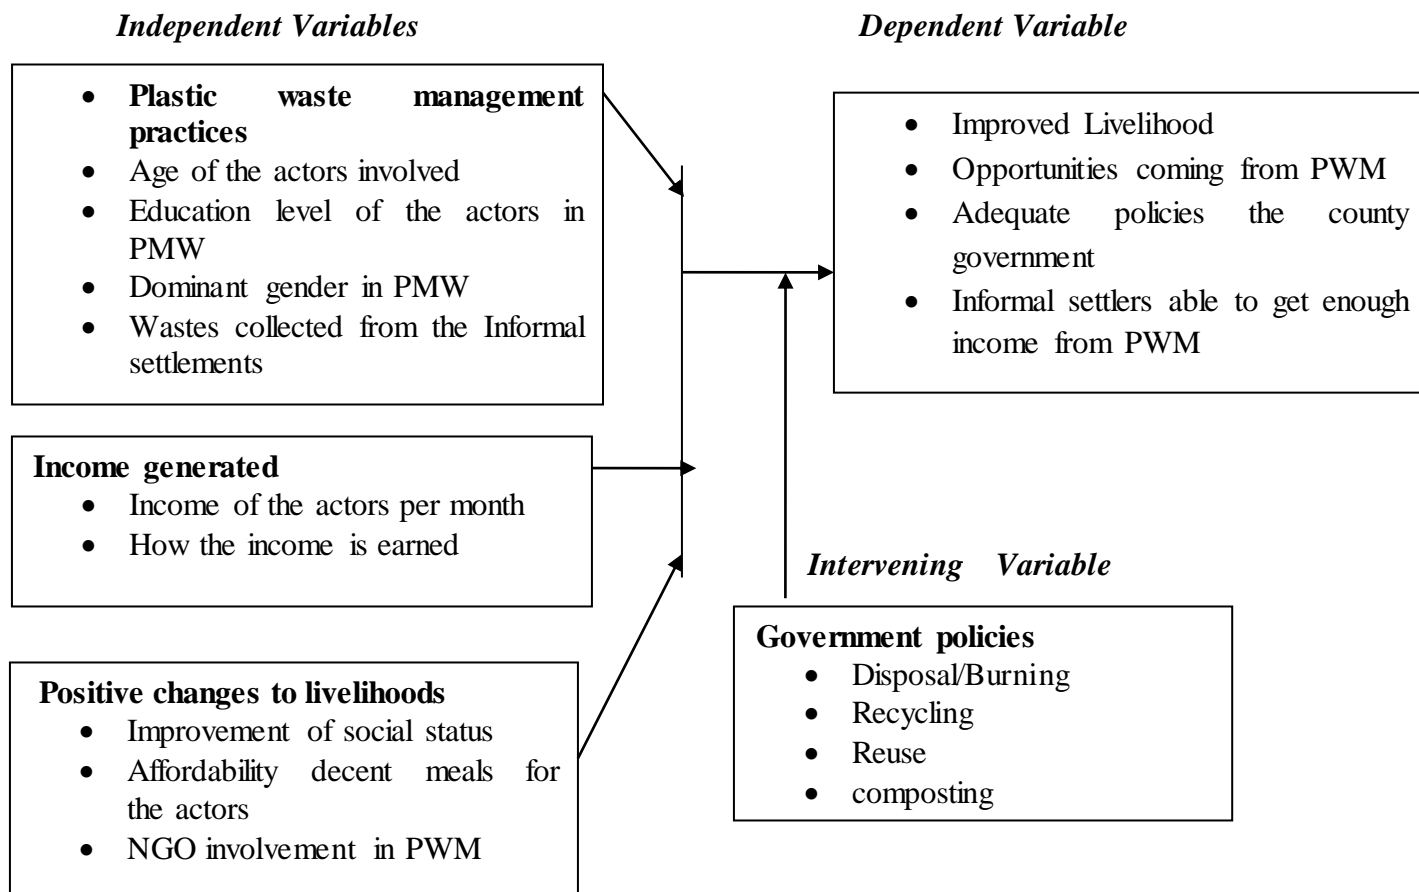 Independent Variables
Dependent Variable
• Plastic waste management
practices
• Age of the actors involved
• Education level of the actors in
PMW
• Dominant gender in PMW
• Wastes collected from the Informal
settlements
• Improved Livelihood
• Opportunities coming from PWM
• Adequate policies the county
government
• Informal settlers able to get enough
income from PWM
Income generated
• Income of the actors per month
• How the income is earned
Intervening Variable
Government policies
• Disposal/Burning
• Recycling
• Reuse
• composting
Positive changes to livelihoods
• Improvement of social status
• Affordability decent meals for
the actors
• NGO involvement in PWM